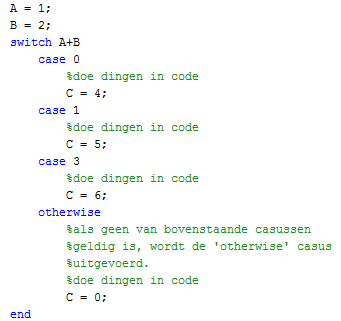 A = 1;
B = 2;
switch A+B
    case 0
        %doe dingen in code
        C = 4;
    case 1
        %doe dingen in code
        C = 5;
    case 3
        %doe dingen in code
        C = 6;
    otherwise
        %als geen van bovenstaande casussen
        %geldig is, wordt de 'otherwise' casus
        %uitgevoerd.
        %doe dingen in code
        C = 0;
end